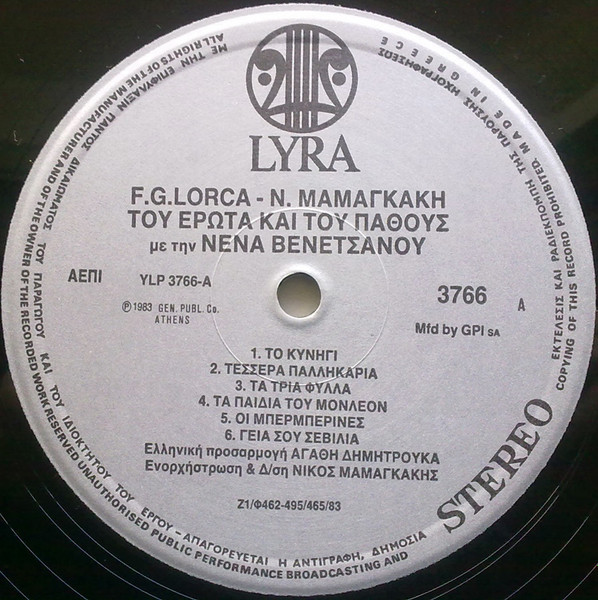 LYRA
F.G.LORCA - Ν. ΜΑΜΑΓΚΑΚΗ
ΤΟΥ ΕΡΩΤΑ ΚΑΙ ΤΟΥ ΠΑΘΟΥΣ
με την ΝΕΝΑ ΒΕΝΕΤΣΑΝΟΥ
ΑΕΠΙ YLP 3766-A
3766 A
℗ 1983 GEN. PUBL. Co.
ATHENS
Mfd by GPI SA
1. ΤΟ ΚΥΝΗΓΙ
2. ΤΕΣΣΕΡΑ ΠΑΛΛΗΚΑΡΙΑ
3. ΤΑ ΤΡΙΑ ΦΥΛΛΑ
4. ΤΑ ΠΑΙΔΙΑ ΤΟΥ ΜΟΝΛΕΟΝ
5. ΟΙ ΜΠΕΡΜΠΕΡΙΝΕΣ
6. ΓΕΙΑ ΣΟΥ ΣΕΒΙΛΙΑ
Ελληνική προσαρμογή ΑΓΑΘΗ ΔΗΜΗΤΡΟΥΚΑ
Ενορχήστρωση & Δ/ση ΝΙΚΟΣ ΜΑΜΑΓΚΑΚΗΣ
Ζ1/Φ462-495/465/83
STEREO
ΜΕ ΤΗΝ ΕΠΙΦΥΛΑΞΙΝ ΠΑΝΤΟΣ ΔΙΚΑΙΩΜΑΤΟΣ ΤΟΥ ΠΑΡΑΓΩΓΟΥ ΚΑΙ ΤΟΥ ΙΔΙΟΚΤΗΤΟΥ ΤΟΥ ΕΡΓΟΥ - ΑΠΑΓΟΡΕΥΕΤΑΙ Η ΑΝΤΙΓΡΑΦΗ, ΔΗΜΟΣΙΑ ΕΚΤΕΛΕΣΙΣ ΚΑΙ ΡΑΔΙΕΚΠΟΜΠΗ ΤΗΣ ΠΑΡΟΥΣΗΣ ΗΧΟΓΡΑΦΗΣΕΩΣ
ALL RIGHTS OF THE MANUFACTURER AND OF THE OWNER OF THE RECORDED WORK RESERVED UNAUTHORISED PUBLIC PERFORMANCE BROADCASTING AND COPYING OF THIS RECORD PROHIBITED. MADE IN GREECE